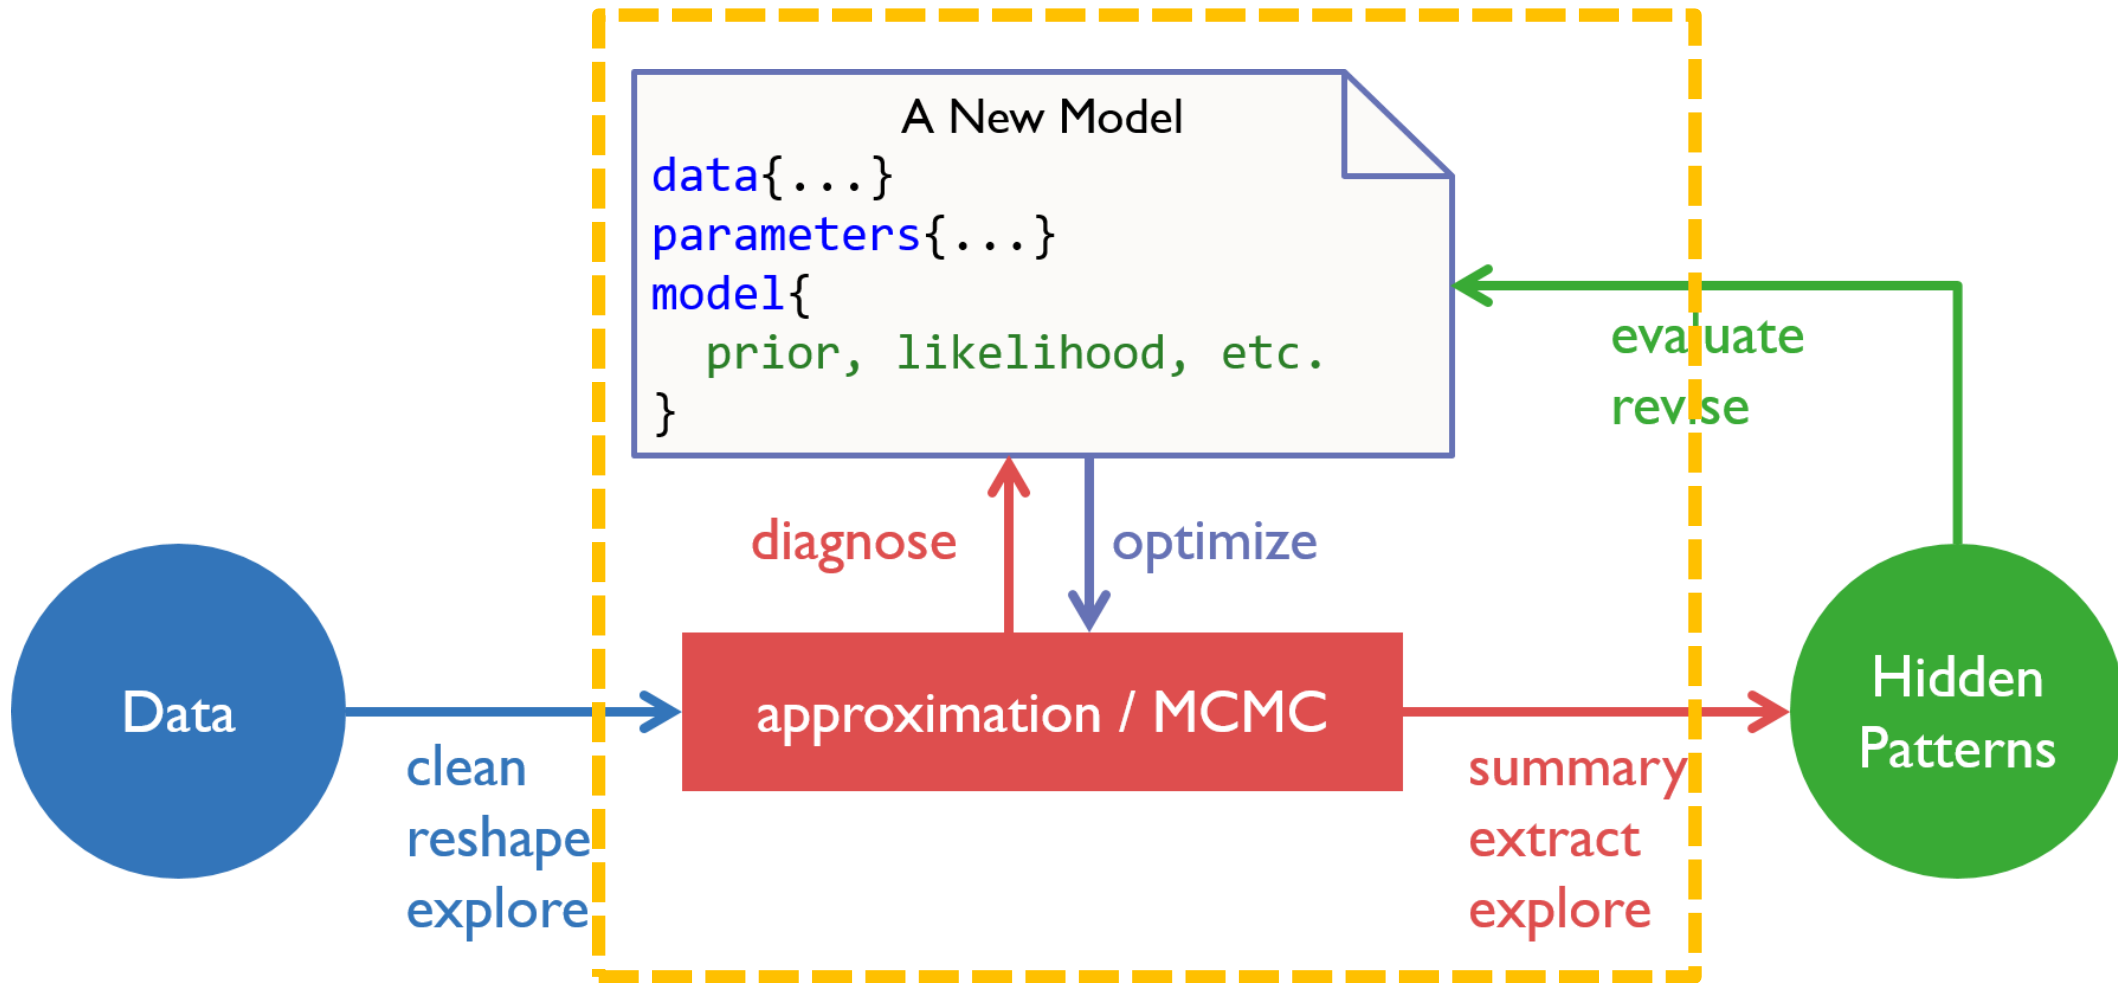 A New Model
data{...}
parameters{...}
model{
prior, likelihood, etc.
}
evaluate
revise
diagnose
optimize
Data
approximation / MCMC
Hidden
Patterns
clean
reshape
explore
summary
extract
explore